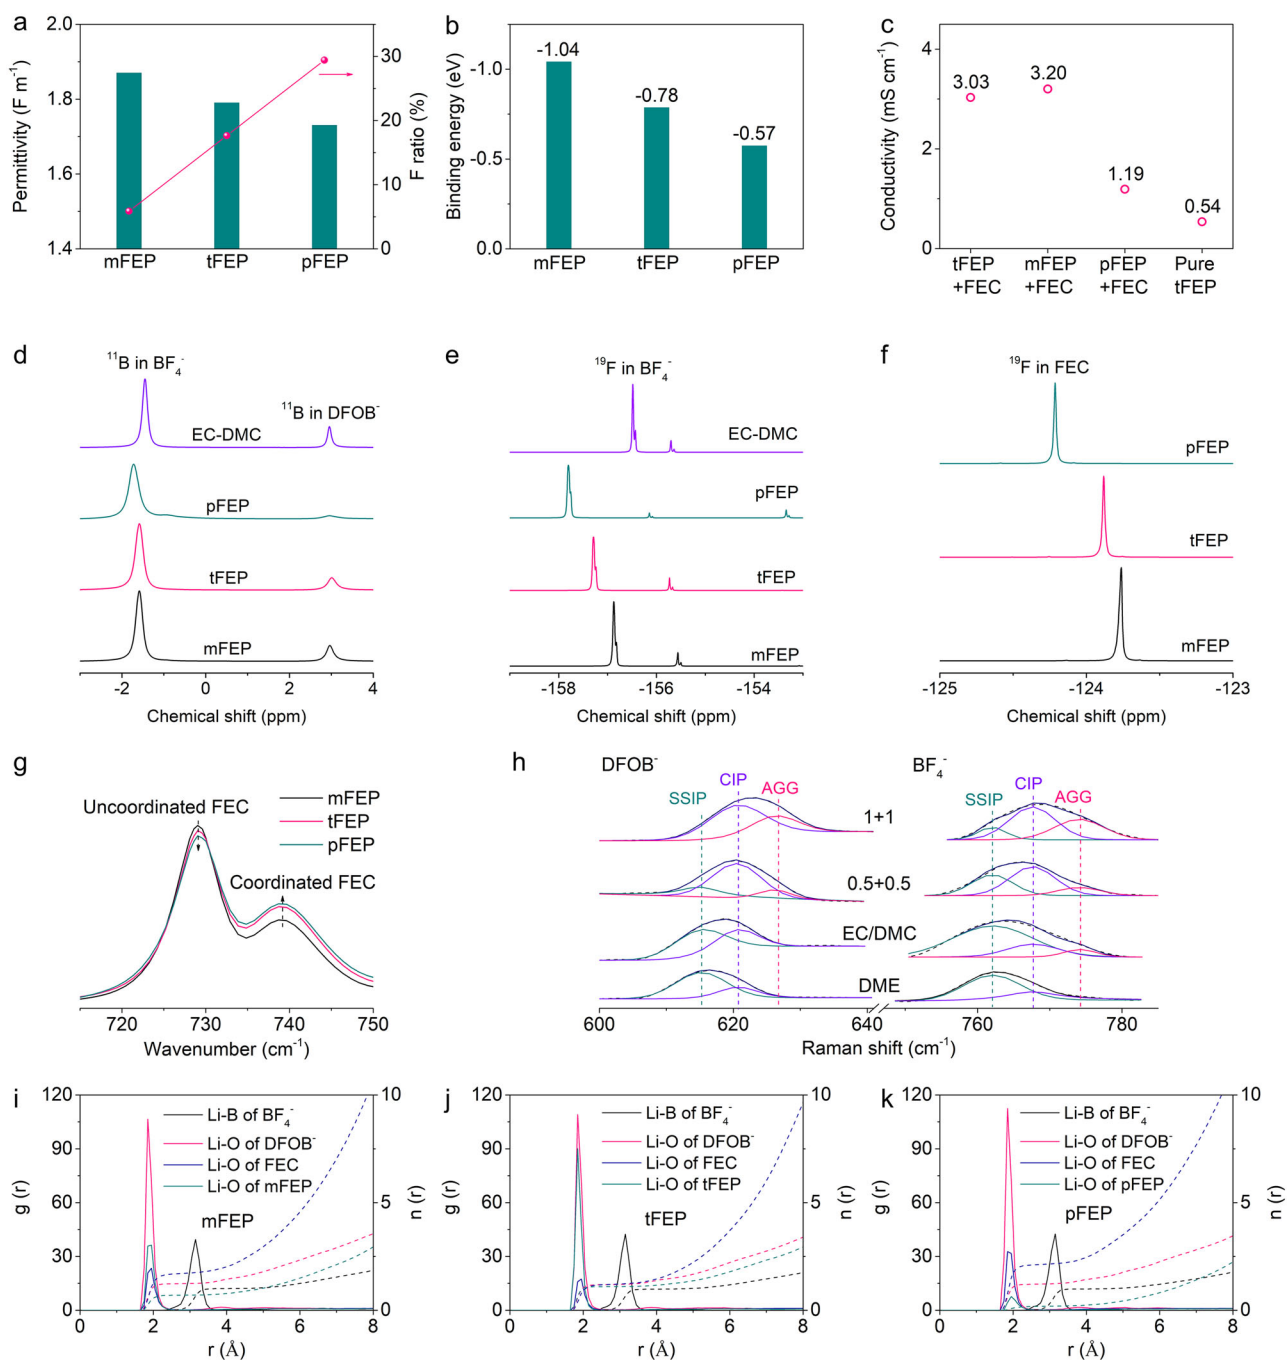 a
2.0
1.8
1.6
1.4
Permittivity (F m⁻¹)
30
20
10
0
F ratio (%)
mFEP tFEP pFEP
b
-1.0
-0.5
0.0
Binding energy (eV)
-1.04
-0.78
-0.57
mFEP tFEP pFEP
c
4
2
0
Conductivity (mS cm⁻¹)
3.03
3.20
1.19
0.54
tFEP mFEP pFEP Pure
+FEC +FEC +FEC tFEP
d
¹¹B in BF₄⁻
¹¹B in DFOB⁻
EC-DMC
pFEP
tFEP
mFEP
-2 0 2 4
Chemical shift (ppm)
e
¹⁹F in BF₄⁻
EC-DMC
pFEP
tFEP
mFEP
-158 -156 -154
Chemical shift (ppm)
f
¹⁹F in FEC
pFEP
tFEP
mFEP
-125 -124 -123
Chemical shift (ppm)
g
mFEP
tFEP
pFEP
Uncoordinated FEC
Coordinated FEC
720 730 740 750
Wavenumber (cm⁻¹)
h
DFOB⁻
BF₄⁻
SSIP CIP AGG
SSIP CIP AGG
1+1
0.5+0.5
EC/DMC
DME
600 620 640 760 780
Raman shift (cm⁻¹)
i
120
90
60
30
0
g (r)
Li-B of BF₄⁻
Li-O of DFOB⁻
Li-O of FEC
Li-O of mFEP
mFEP
10
5
0
n (r)
0 2 4 6 8
r (Å)
j
120
90
60
30
0
g (r)
Li-B of BF₄⁻
Li-O of DFOB⁻
Li-O of FEC
Li-O of tFEP
tFEP
10
5
0
n (r)
0 2 4 6 8
r (Å)
k
120
90
60
30
0
g (r)
Li-B of BF₄⁻
Li-O of DFOB⁻
Li-O of FEC
Li-O of pFEP
pFEP
10
5
0
n (r)
0 2 4 6 8
r (Å)